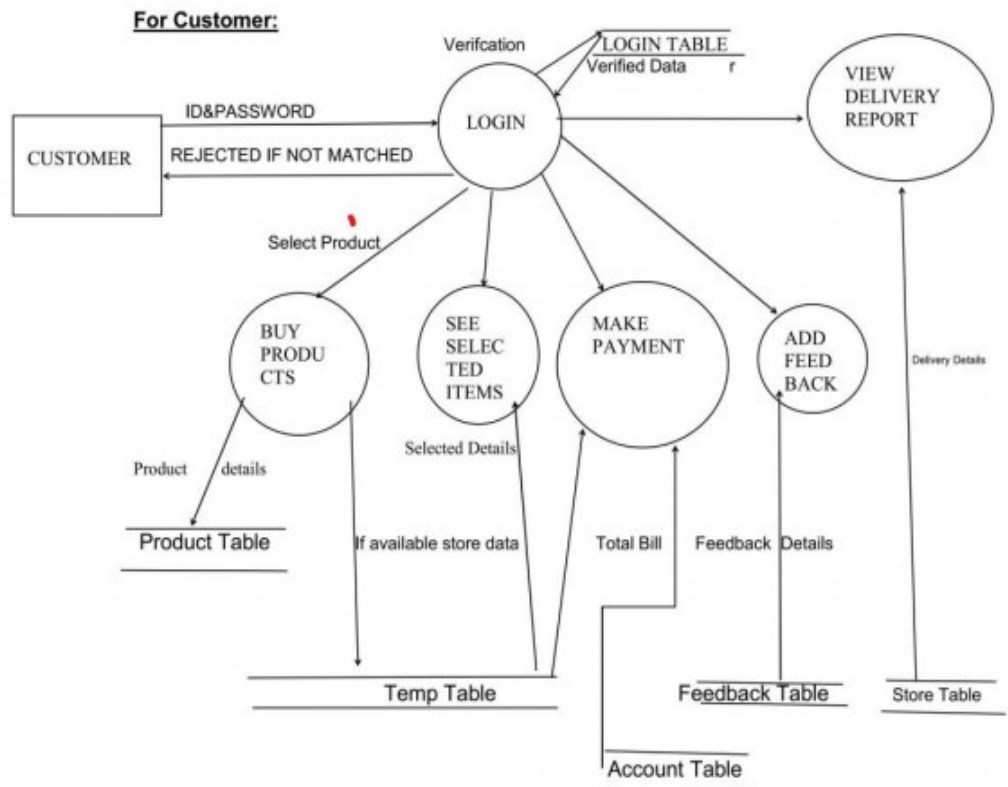 For Customer:
Verifcation
LOGIN TABLE
Verified Data r
VIEW
DELIVERY
REPORT
ID&PASSWORD
LOGIN
CUSTOMER
REJECTED IF NOT MATCHED
Select Product
BUY
PRODU
CTS
SEE
SELEC
TED
ITEMS
MAKE
PAYMENT
ADD
FEED
BACK
Delivery Details
Product details
Selected Details
Product Table
If available store data
Total Bill
Feedback Details
Temp Table
Feedback Table
Store Table
Account Table